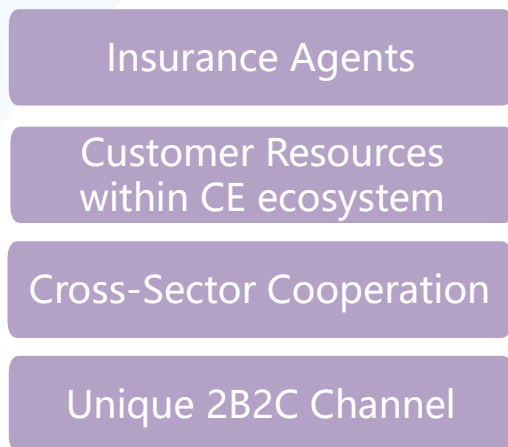 Insurance Agents
Customer Resources
within CE ecosystem
Cross-Sector Cooperation
Unique 2B2C Channel